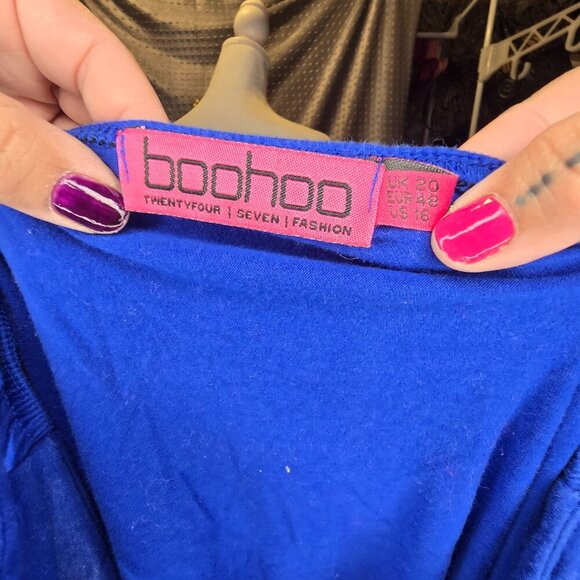 boohoo
TWENTYFOUR | SEVEN | FASHION
UK 20
EUR 48
US 16